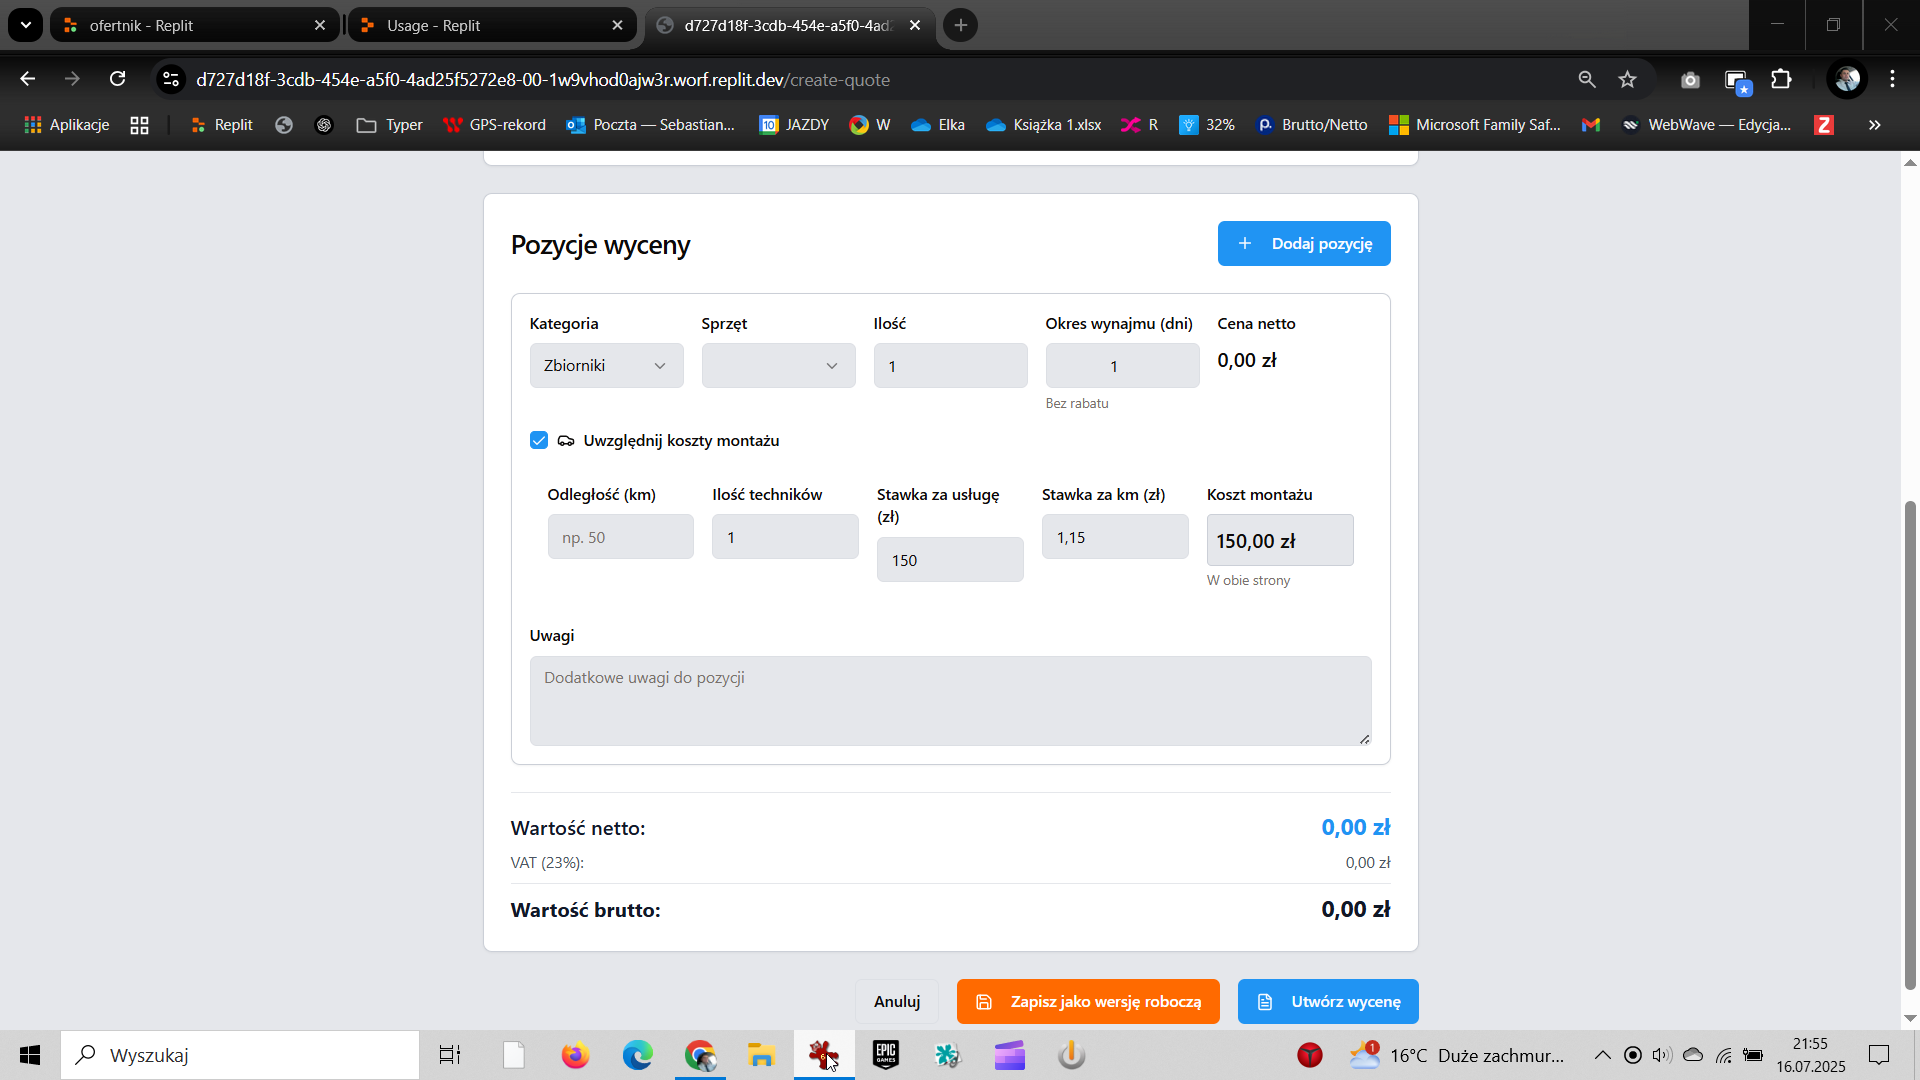 ofertnik - Replit
Usage - Replit
d727d18f-3cdb-454e-a5f0-4ad2
d727d18f-3cdb-454e-a5f0-4ad25f5272e8-00-1w9vhod0ajw3r.worf.replit.dev/create-quote
Aplikacje
Replit
Typer
GPS-rekord
Poczta — Sebastian...
10
JAZDY
W
Elka
Książka 1.xlsx
R
32%
Brutto/Netto
Microsoft Family Saf...
WebWave — Edycja...
Z
»
Pozycje wyceny
+ Dodaj pozycję
Kategoria Sprzęt Ilość Okres wynajmu (dni) Cena netto
Zbiorniki 1 1 0,00 zł
Bez rabatu
Uwzględnij koszty montażu
Odległość (km) Ilość techników Stawka za usługę (zł) Stawka za km (zł) Koszt montażu
np. 50 1 150 1,15 150,00 zł
W obie strony
Uwagi
Dodatkowe uwagi do pozycji
Wartość netto: 0,00 zł
VAT (23%): 0,00 zł
Wartość brutto: 0,00 zł
Anuluj
Zapisz jako wersję roboczą
Utwórz wycenę
Wyszukaj
6
EPIC GAMES
1
16°C Duże zachmur...
21:55
16.07.2025